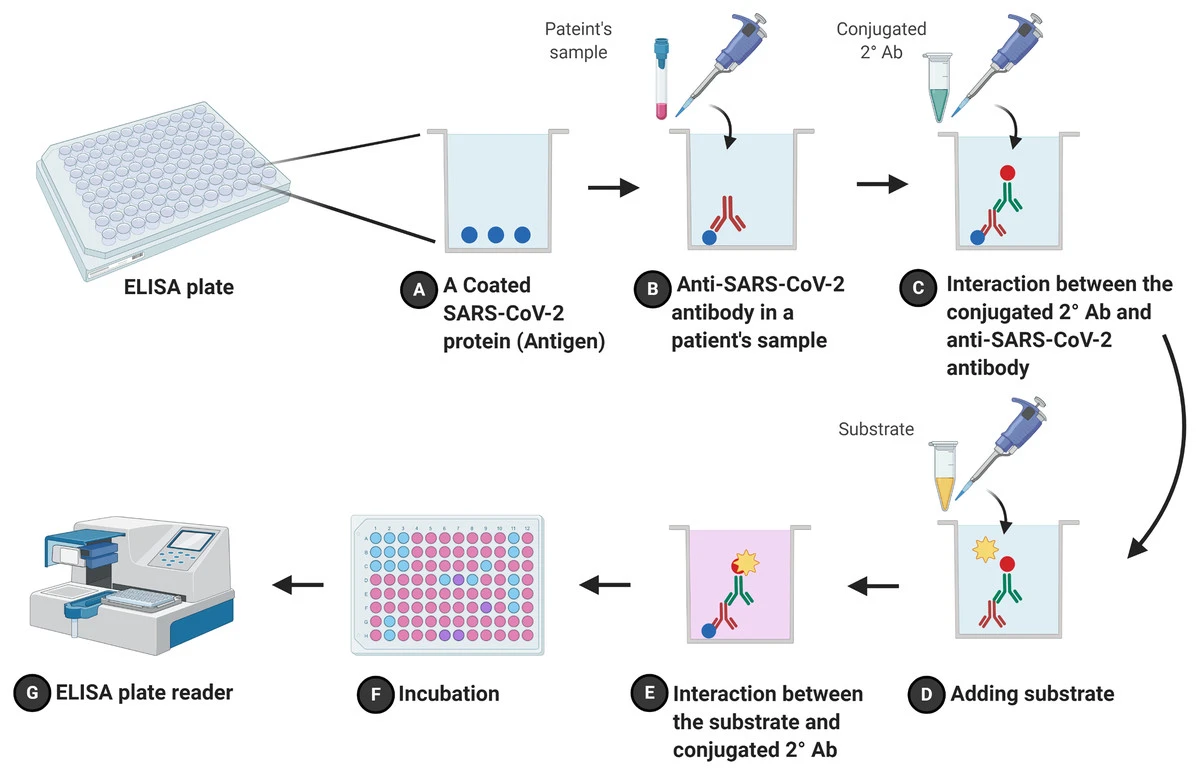 Pateint's
sample
Conjugated
2° Ab
ELISA plate
A
A Coated
SARS-CoV-2
protein (Antigen)
B
Anti-SARS-CoV-2
antibody in a
patient's sample
C
Interaction between the
conjugated 2° Ab and
anti-SARS-CoV-2
antibody
Substrate
1 2 3 4 5 6 7 8 9 10 11 12
A
B
C
D
E
F
G
H
G
ELISA plate reader
F
Incubation
E
Interaction between
the substrate and
conjugated 2° Ab
D
Adding substrate